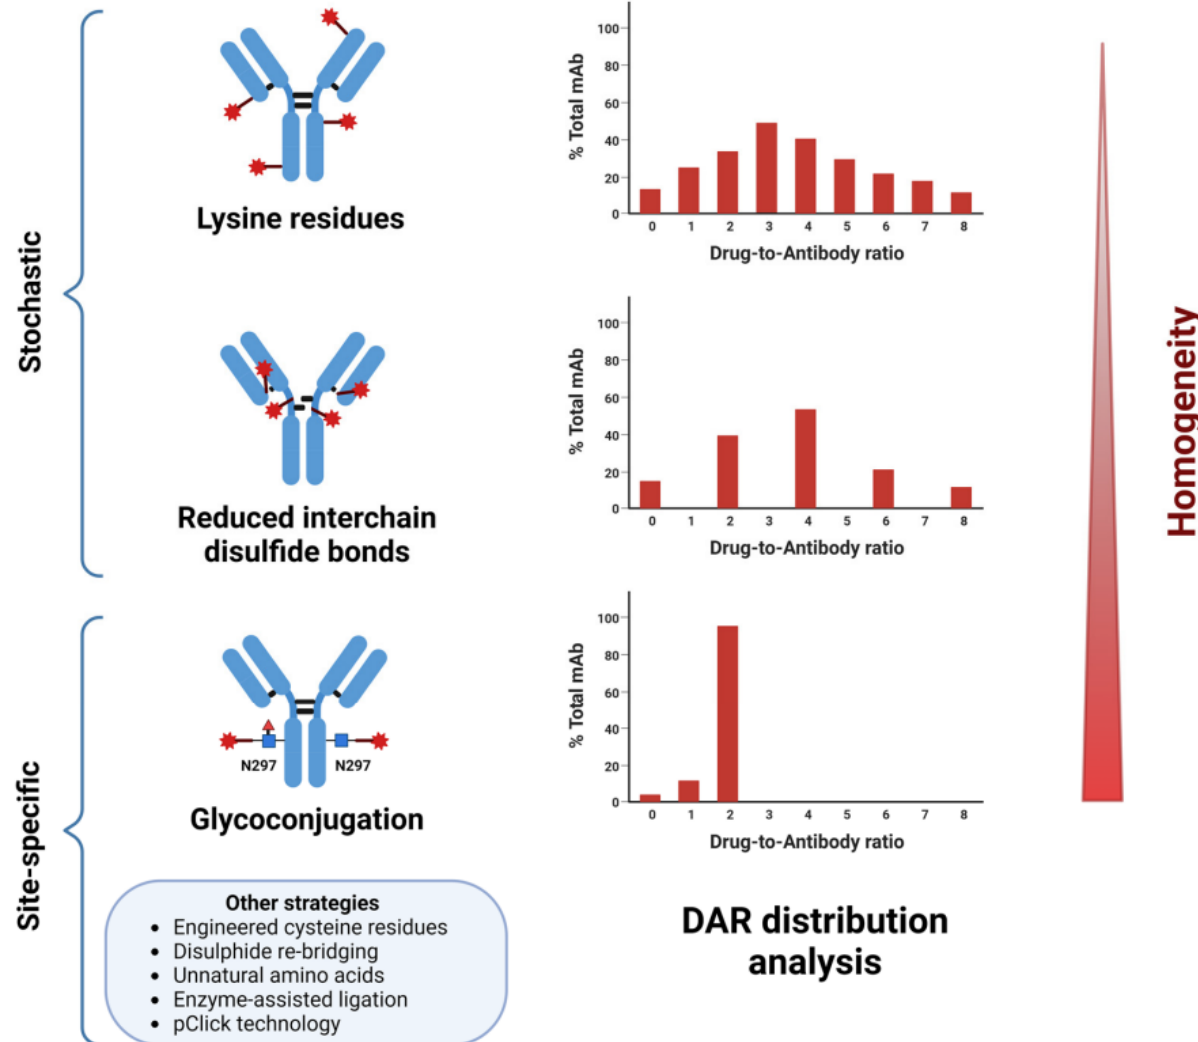 Stochastic
Lysine residues
% Total mAb
100
80
60
40
20
0
0 1 2 3 4 5 6 7 8
Drug-to-Antibody ratio
Reduced interchain
disulfide bonds
% Total mAb
100
80
60
40
20
0
0 1 2 3 4 5 6 7 8
Drug-to-Antibody ratio
Homogeneity
Site-specific
N297 N297
Glycoconjugation
% Total mAb
100
80
60
40
20
0
0 1 2 3 4 5 6 7 8
Drug-to-Antibody ratio
Other strategies
• Engineered cysteine residues
• Disulphide re-bridging
• Unnatural amino acids
• Enzyme-assisted ligation
• pClick technology
DAR distribution
analysis